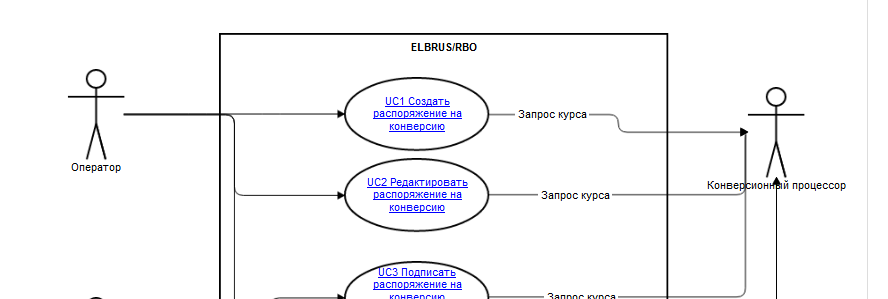 ELBRUS/RBO
UC1 Создать
распоряжение на
конверсию
Запрос курса
Оператор
UC2 Редактировать
распоряжение на
конверсию
Запрос курса
Конверсионный процессор
UC3 Подписать
распоряжение на
конверсию
Запрос курса